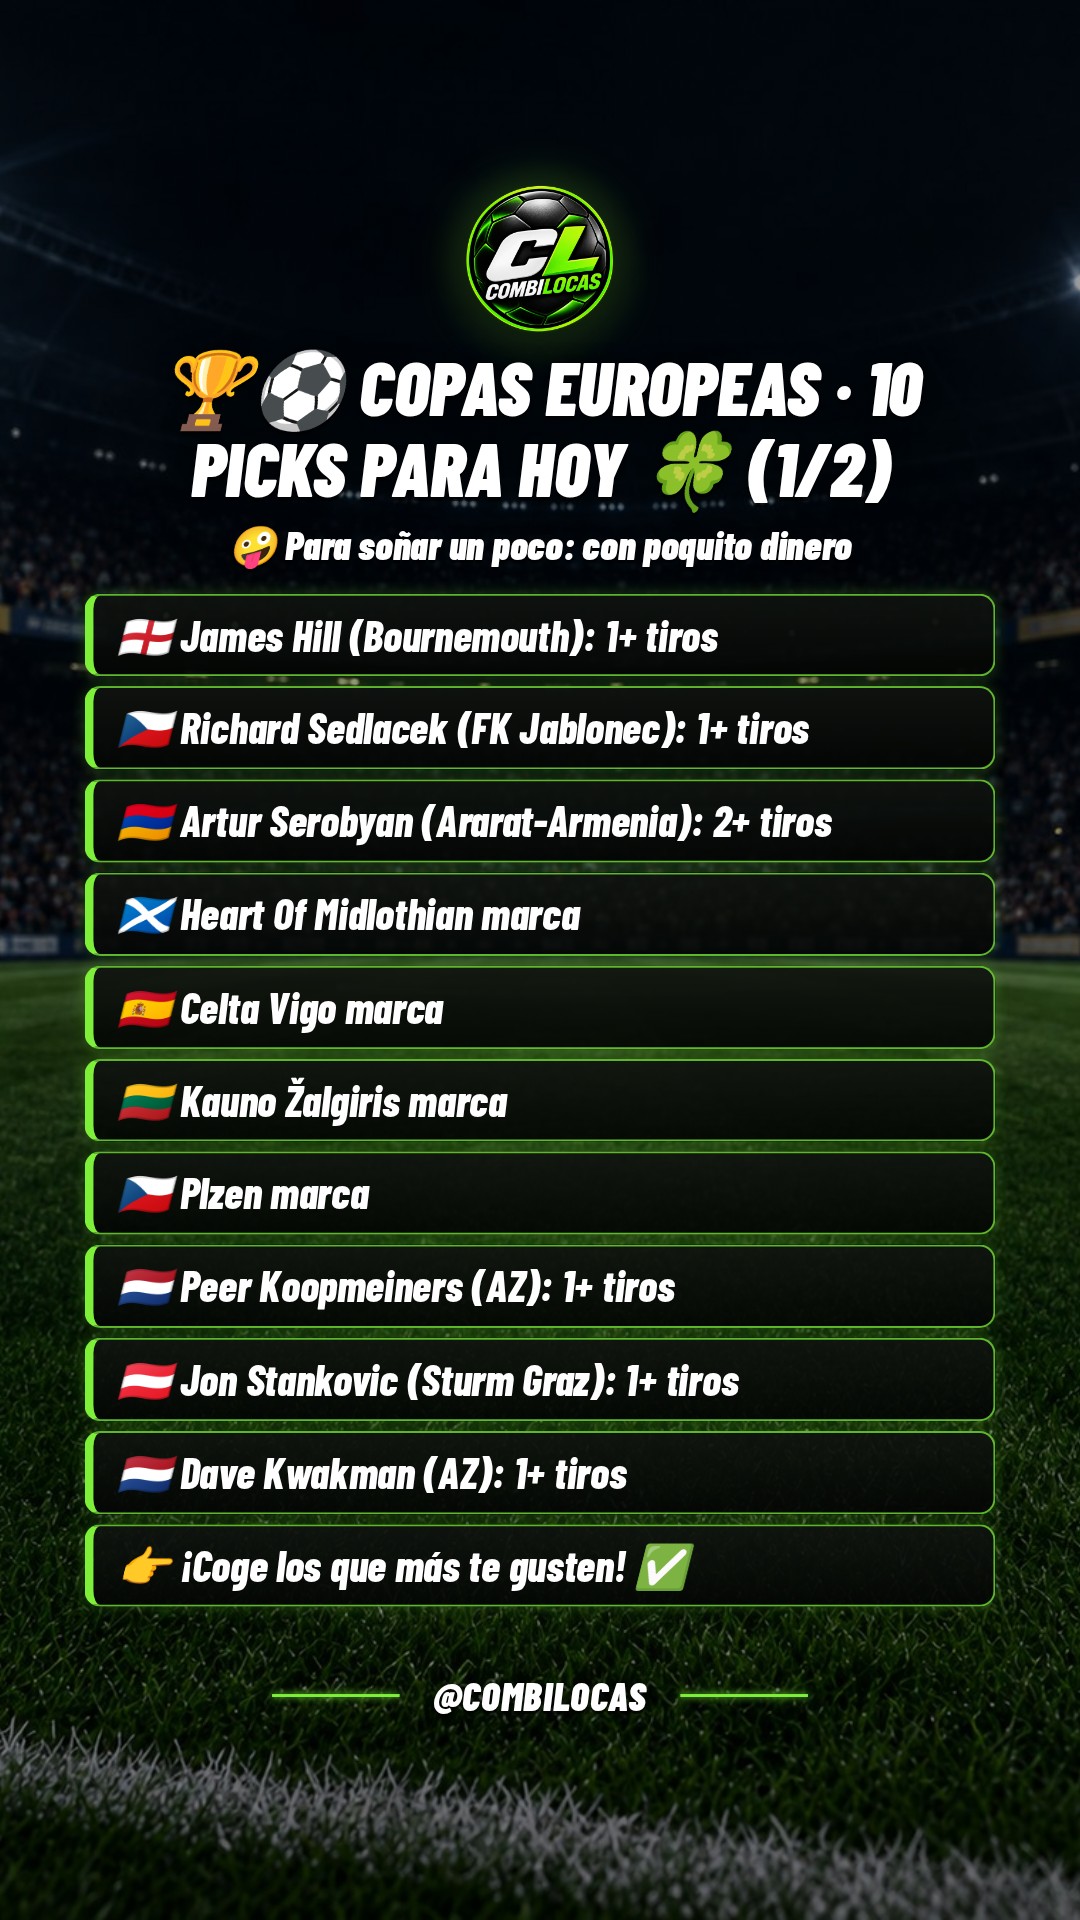 CL
COMBILOCAS
🏆⚽ COPAS EUROPEAS · 10
PICKS PARA HOY 🍀 (1/2)
🤪 Para soñar un poco: con poquito dinero
🏴󠁧󠁢󠁥󠁮󠁧󠁿 James Hill (Bournemouth): 1+ tiros
🇨🇿 Richard Sedlacek (FK Jablonec): 1+ tiros
🇦🇲 Artur Serobyan (Ararat-Armenia): 2+ tiros
🏴󠁧󠁢󠁳󠁣󠁴󠁿 Heart Of Midlothian marca
🇪🇸 Celta Vigo marca
🇱🇹 Kauno Žalgiris marca
🇨🇿 Plzen marca
🇳🇱 Peer Koopmeiners (AZ): 1+ tiros
🇦🇹 Jon Stankovic (Sturm Graz): 1+ tiros
🇳🇱 Dave Kwakman (AZ): 1+ tiros
👉 ¡Coge los que más te gusten! ✅
@COMBILOCAS